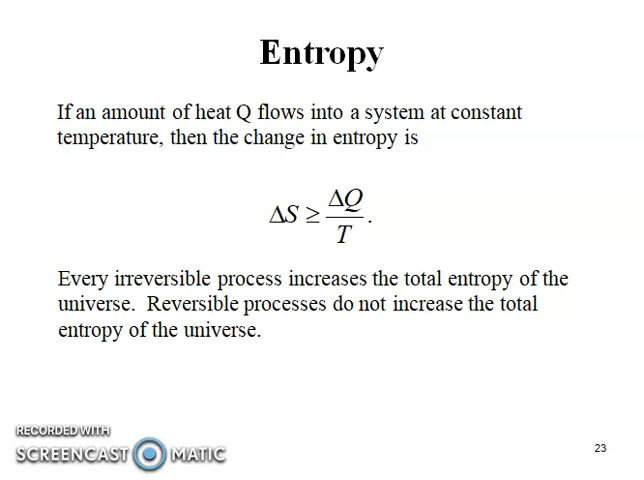 Entropy
If an amount of heat Q flows into a system at constant
temperature, then the change in entropy is
ΔS ≥ ΔQ/T.
Every irreversible process increases the total entropy of the
universe. Reversible processes do not increase the total
entropy of the universe.
RECORDED WITH
SCREENCAST MATIC
23